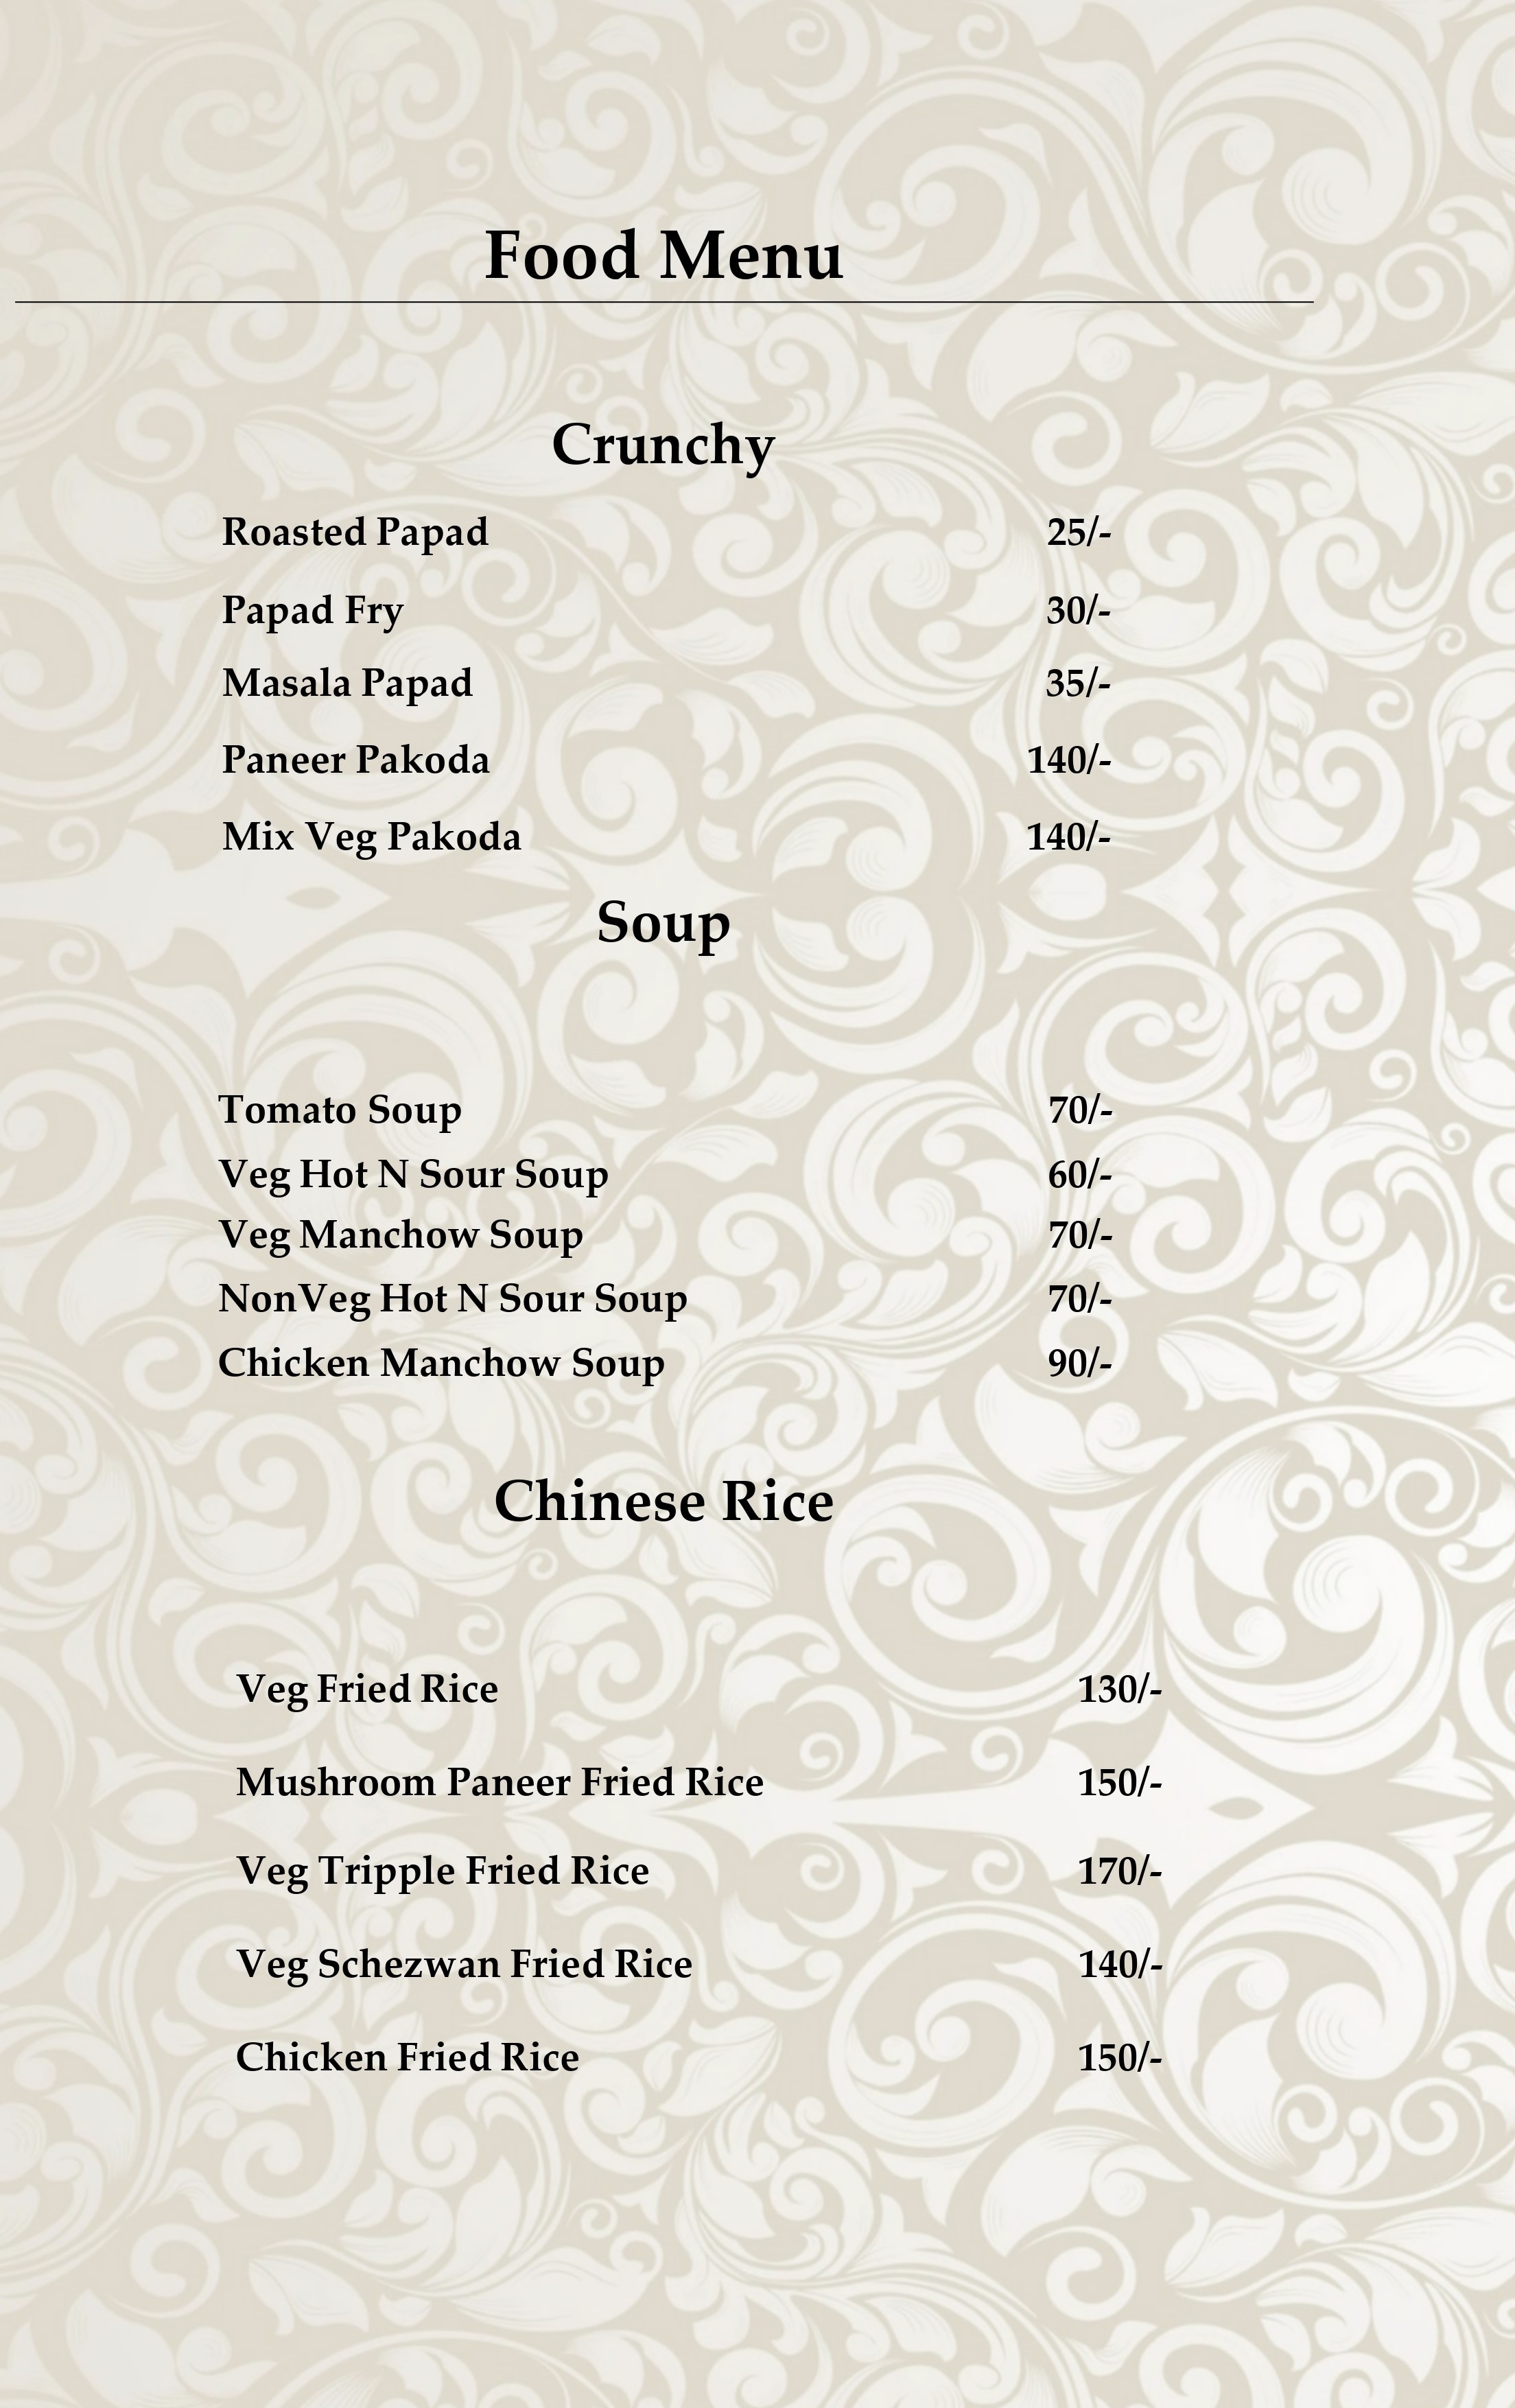 Food Menu
Crunchy
Roasted Papad 25/-
Papad Fry 30/-
Masala Papad 35/-
Paneer Pakoda 140/-
Mix Veg Pakoda 140/-
Soup
Tomato Soup 70/-
Veg Hot N Sour Soup 60/-
Veg Manchow Soup 70/-
NonVeg Hot N Sour Soup 70/-
Chicken Manchow Soup 90/-
Chinese Rice
Veg Fried Rice 130/-
Mushroom Paneer Fried Rice 150/-
Veg Tripple Fried Rice 170/-
Veg Schezwan Fried Rice 140/-
Chicken Fried Rice 150/-